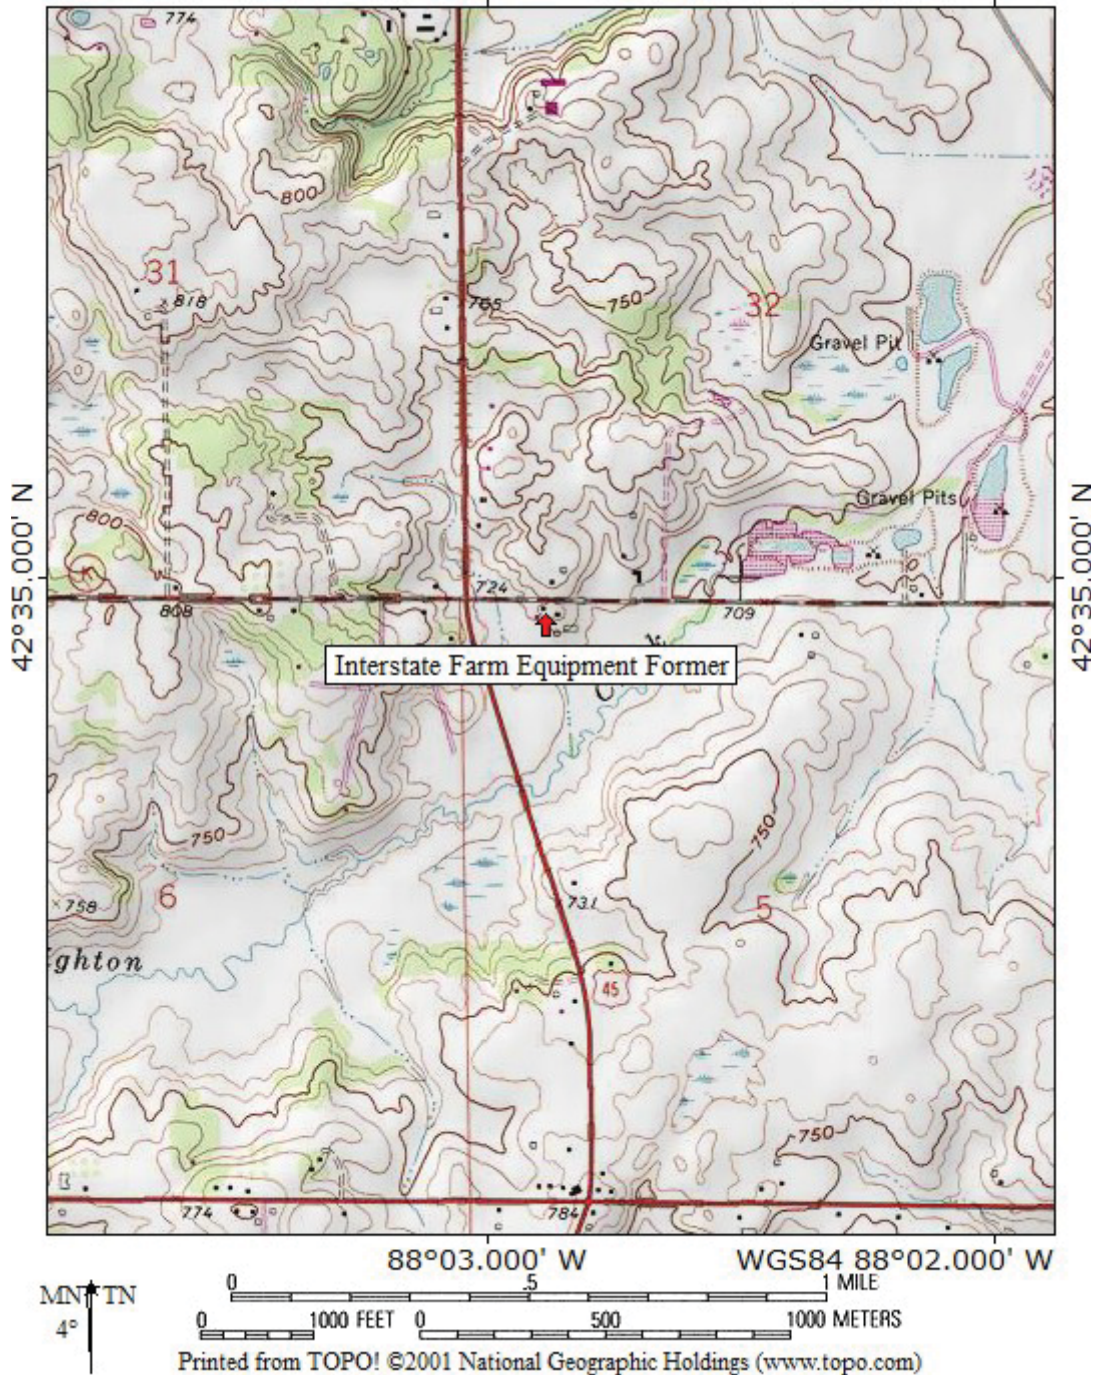 774
800
31
818
765
750
32
Gravel Pit
Gravel Pits
800
42°35.000' N
42°35.000' N
K
724
808
709
Interstate Farm Equipment Former
750
750
6
758
731
5
ghton
45
750
774
784
88°03.000' W
WGS84 88°02.000' W
MN TN
4°
0 .5 1 MILE
0 1000 FEET 0 500 1000 METERS
Printed from TOPO! ©2001 National Geographic Holdings (www.topo.com)